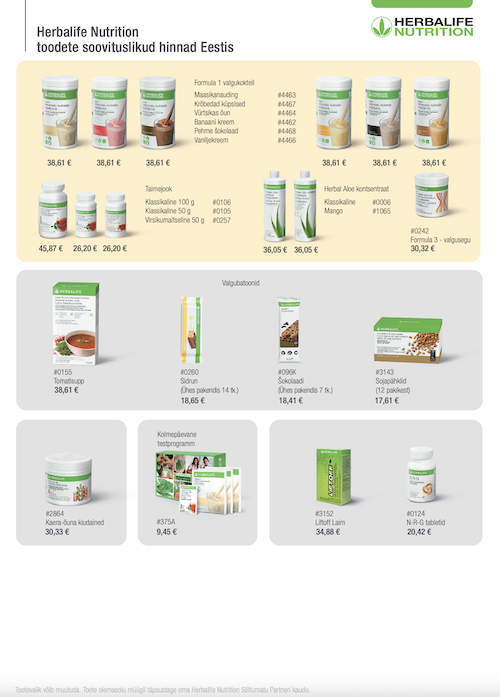 Herbalife Nutrition
toodete soovituslikud hinnad Eestis
HERBALIFE
NUTRITION
Formula 1 valgukokteil
Maasikanauding #4463
Krõbedad küpsised #4467
Vürtsikas õun #4464
Banaani kreem #4462
Pehme šokolaad #4468
Vaniljekreem #4466
38,61 € 38,61 € 38,61 €
38,61 € 38,61 € 38,61 €
Taimejook
Klassikaline 100 g #0106
Klassikaline 50 g #0105
Virsikumaitseline 50 g #0257
45,87 € 26,20 € 26,20 €
Herbal Aloe kontsentraat
Klassikaline #0006
Mango #1065
36,05 € 36,05 €
#0242
Formula 3 - valgusegu
30,32 €
Valgubatoonid
HERBALIFE
#0155
Tomatisupp
38,61 €
#0260
Sidrun
(Ühes pakendis 14 tk.)
18,65 €
#096K
Šokolaadi
(Ühes pakendis 7 tk.)
18,41 €
#3143
Sojapähklid
(12 pakikest)
17,61 €
#2864
Kaera-õuna kiudained
30,33 €
Kolmepäevane
testprogramm
#375A
9,45 €
LIFTOFF
#3152
Liftoff Laim
34,88 €
#0124
N-R-G tabletid
20,42 €
Tootevalik võib muutuda. Toote olemasolu müügil täpsustage oma Herbalife Nutrition Sõltumatu Partneri kaudu.